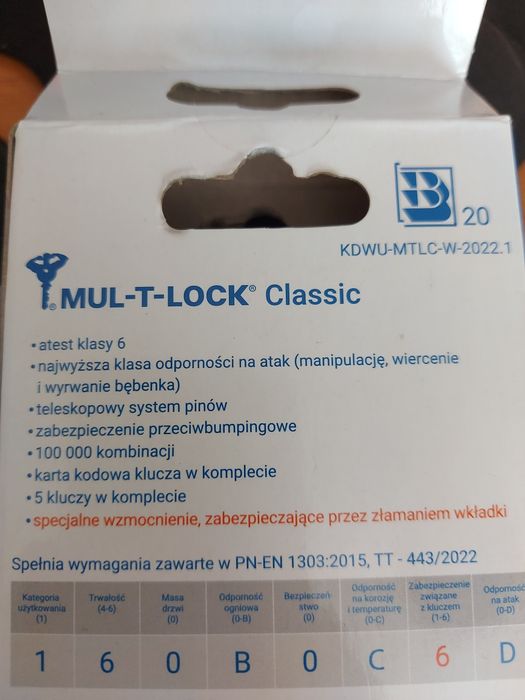 B 20
KDWU-MTLC-W-2022.1
MUL-T-LOCK® Classic
• atest klasy 6
• najwyższa klasa odporności na atak (manipulację, wiercenie
i wyrwanie bębenka)
• teleskopowy system pinów
• zabezpieczenie przeciwbumpingowe
• 100 000 kombinacji
• karta kodowa klucza w komplecie
• 5 kluczy w komplecie
• specjalne wzmocnienie, zabezpieczające przez złamaniem wkładki
Spełnia wymagania zawarte w PN-EN 1303:2015, TT - 443/2022
Kategoria użytkowania (1) Trwałość (4-6) Masa drzwi (0) Odporność ogniowa (0-B) Bezpieczeń stwo (0) Odporność na korozję i temperaturę (0-C) Zabezpieczenie związane z kluczem (1-6) Odporność na atak (0-D)
1 6 0 B 0 C 6 D